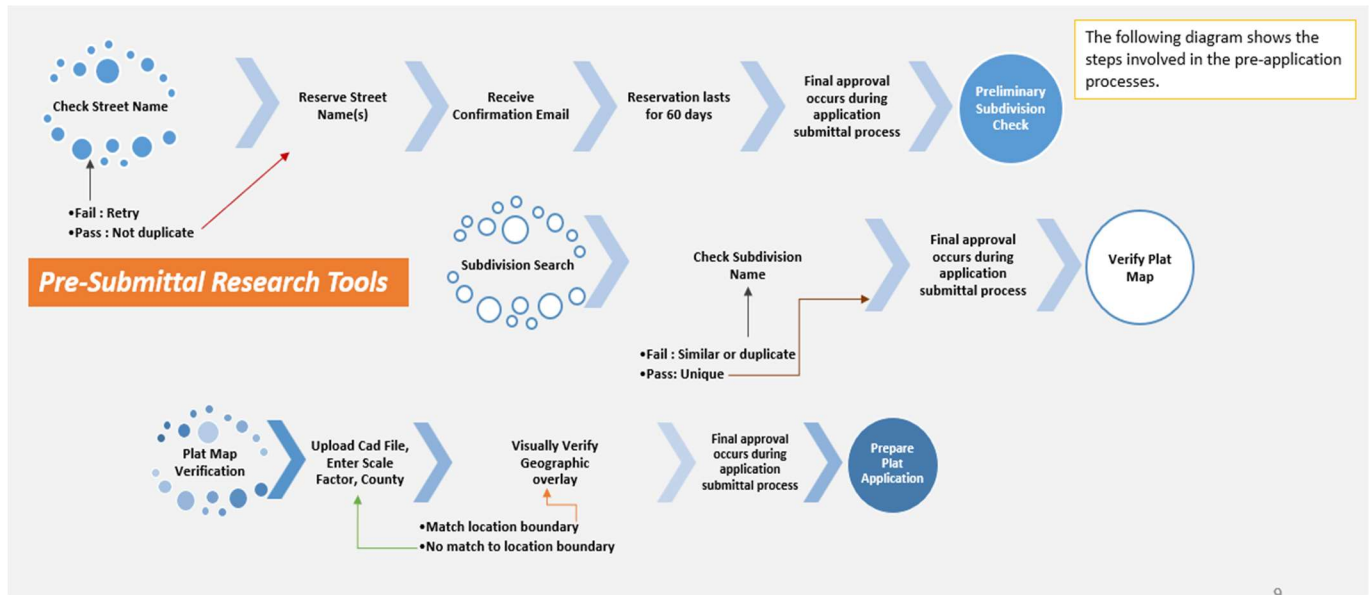 The following diagram shows the
steps involved in the pre-application
processes.
Check Street Name
Reserve Street
Name(s)
Receive
Confirmation Email
Reservation lasts
for 60 days
Final approval
occurs during
application
submittal process
Preliminary
Subdivision
Check
•Fail : Retry
•Pass : Not duplicate
Pre-Submittal Research Tools
Subdivision Search
Check Subdivision
Name
Final approval
occurs during
application
submittal process
Verify Plat
Map
•Fail : Similar or duplicate
•Pass: Unique
Plat Map
Verification
Upload Cad File,
Enter Scale
Factor, County
Visually Verify
Geographic
overlay
Final approval
occurs during
application
submittal process
Prepare
Plat
Application
•Match location boundary
•No match to location boundary
9